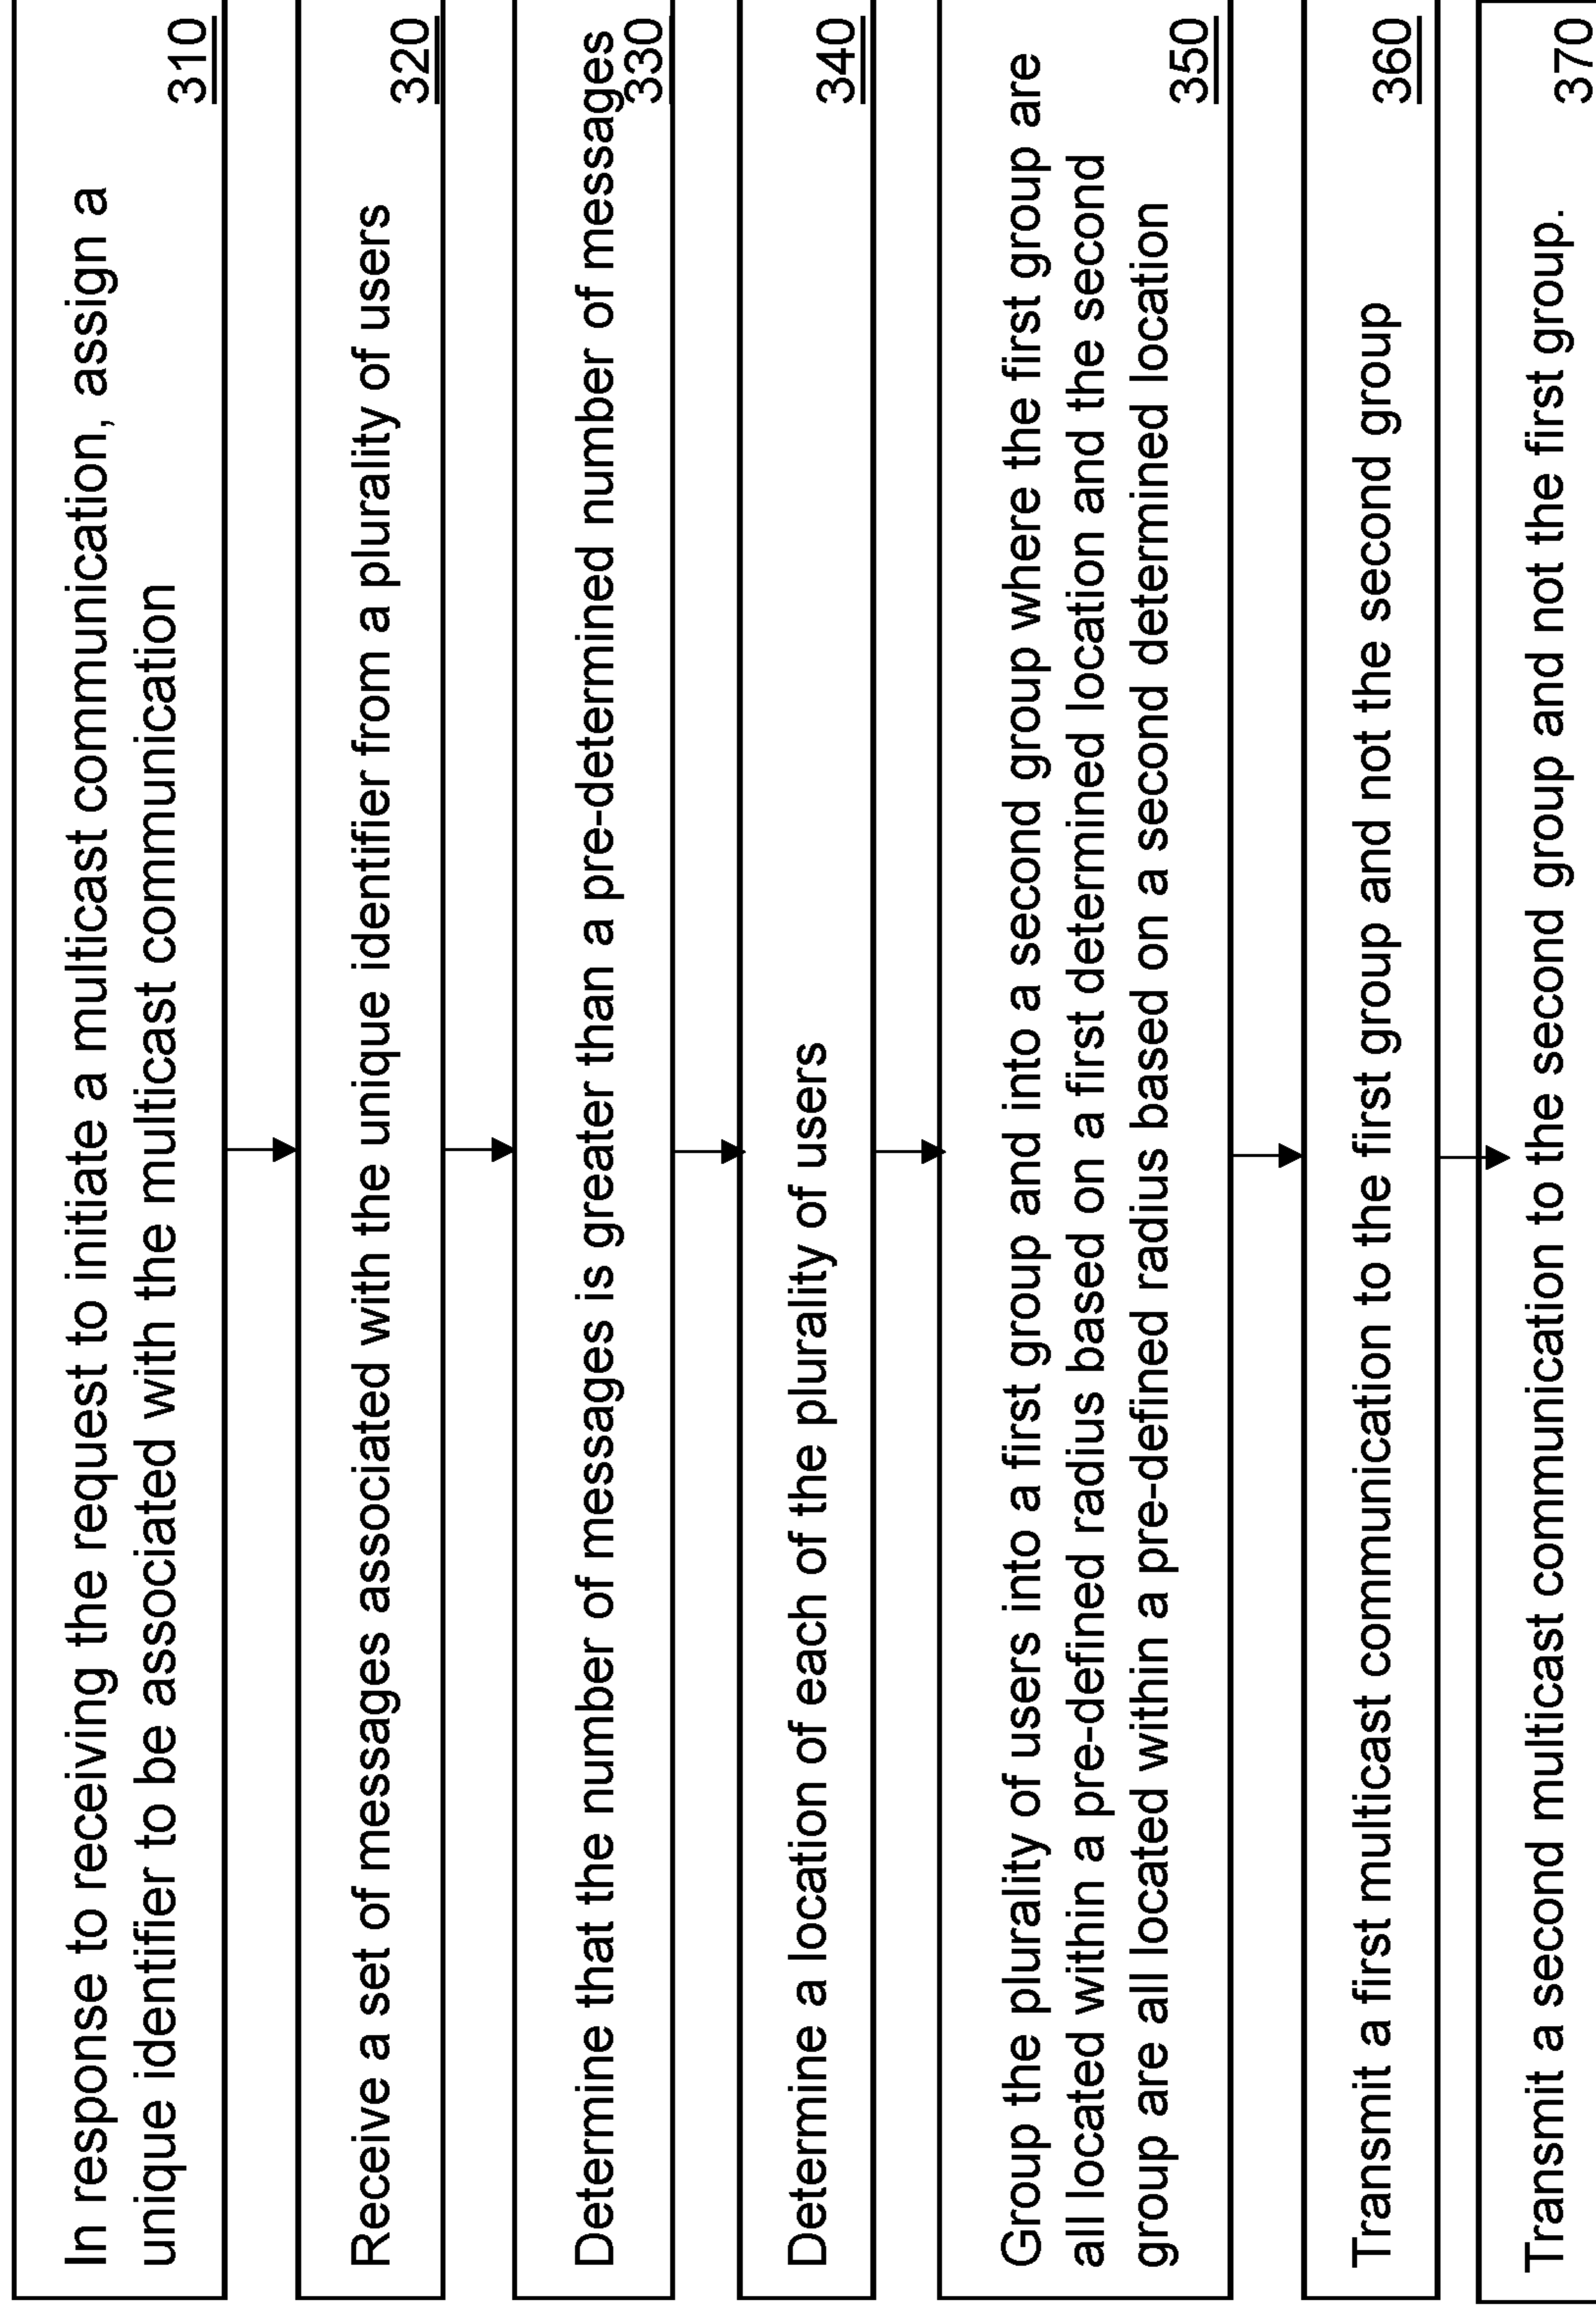 In response to receiving the request to initiate a multicast communication, assign a
unique identifier to be associated with the multicast communication
310
Receive a set of messages associated with the unique identifier from a plurality of users
320
Determine that the number of messages is greater than a pre-determined number of messages
330
Determine a location of each of the plurality of users
340
Group the plurality of users into a first group and into a second group where the first group are
all located within a pre-defined radius based on a first determined location and the second
group are all located within a pre-defined radius based on a second determined location
350
Transmit a first multicast communication to the first group and not the second group
360
Transmit a second multicast communication to the second group and not the first group.
370